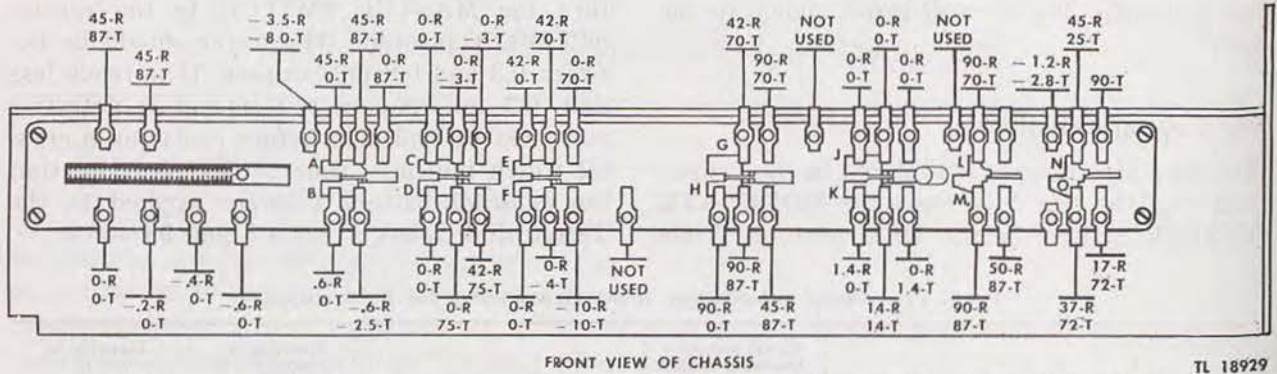 45-R
87-T
45-R
87-T
-3.5-R
-8.0-T
45-R
0-T
45-R
87-T
0-R
87-T
0-R
0-T
0-R
-3-T
0-R
-3-T
42-R
0-T
42-R
70-T
0-R
70-T
42-R
70-T
90-R
70-T
NOT
USED
0-R
0-T
0-R
0-T
0-R
0-T
NOT
USED
90-R
70-T
-1.2-R
-2.8-T
45-R
25-T
90-T
A
C
E
G
J
L
N
B
D
F
H
K
M
0-R
0-T
-.2-R
0-T
-.4-R
0-T
-.6-R
0-T
.6-R
0-T
-.6-R
-2.5-T
0-R
0-T
0-R
75-T
42-R
75-T
0-R
0-T
0-R
-4-T
-10-R
-10-T
NOT
USED
90-R
0-T
90-R
87-T
45-R
87-T
1.4-R
0-T
1.4-R
1.4-T
0-R
1.4-T
90-R
87-T
50-R
87-T
37-R
72-T
17-R
72-T
FRONT VIEW OF CHASSIS
TL 18929